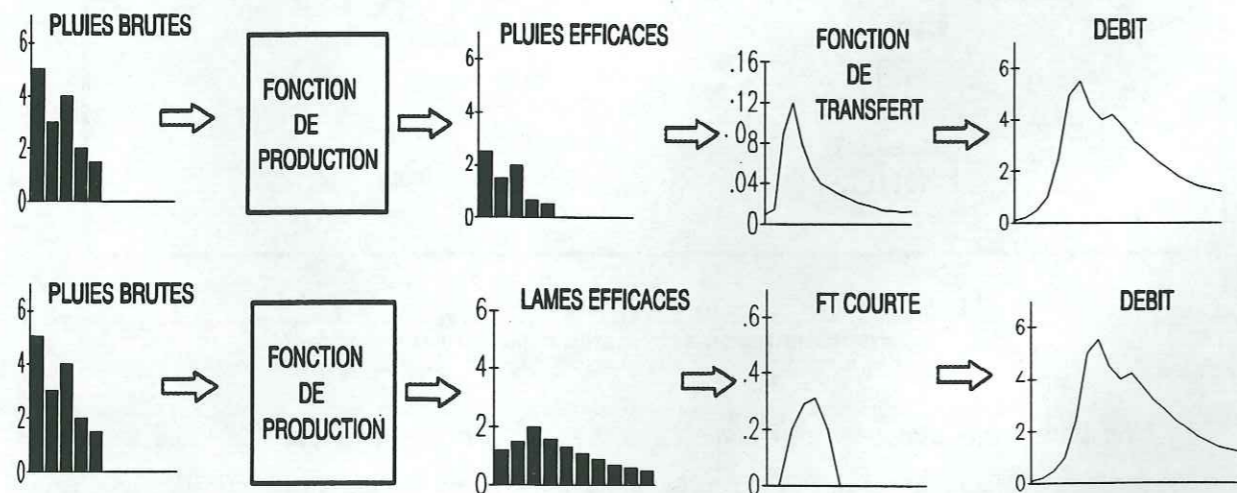 PLUIES BRUTES
6
4
2
0
FONCTION
DE
PRODUCTION
PLUIES EFFICACES
6
4
2
0
FONCTION
DE
TRANSFERT
.16
.12
.0
.04
0
DEBIT
6
4
2
0
PLUIES BRUTES
6
4
2
0
FONCTION
DE
PRODUCTION
LAMES EFFICACES
6
4
2
0
FT COURTE
.6
.4
.2
0
DEBIT
6
4
2
0